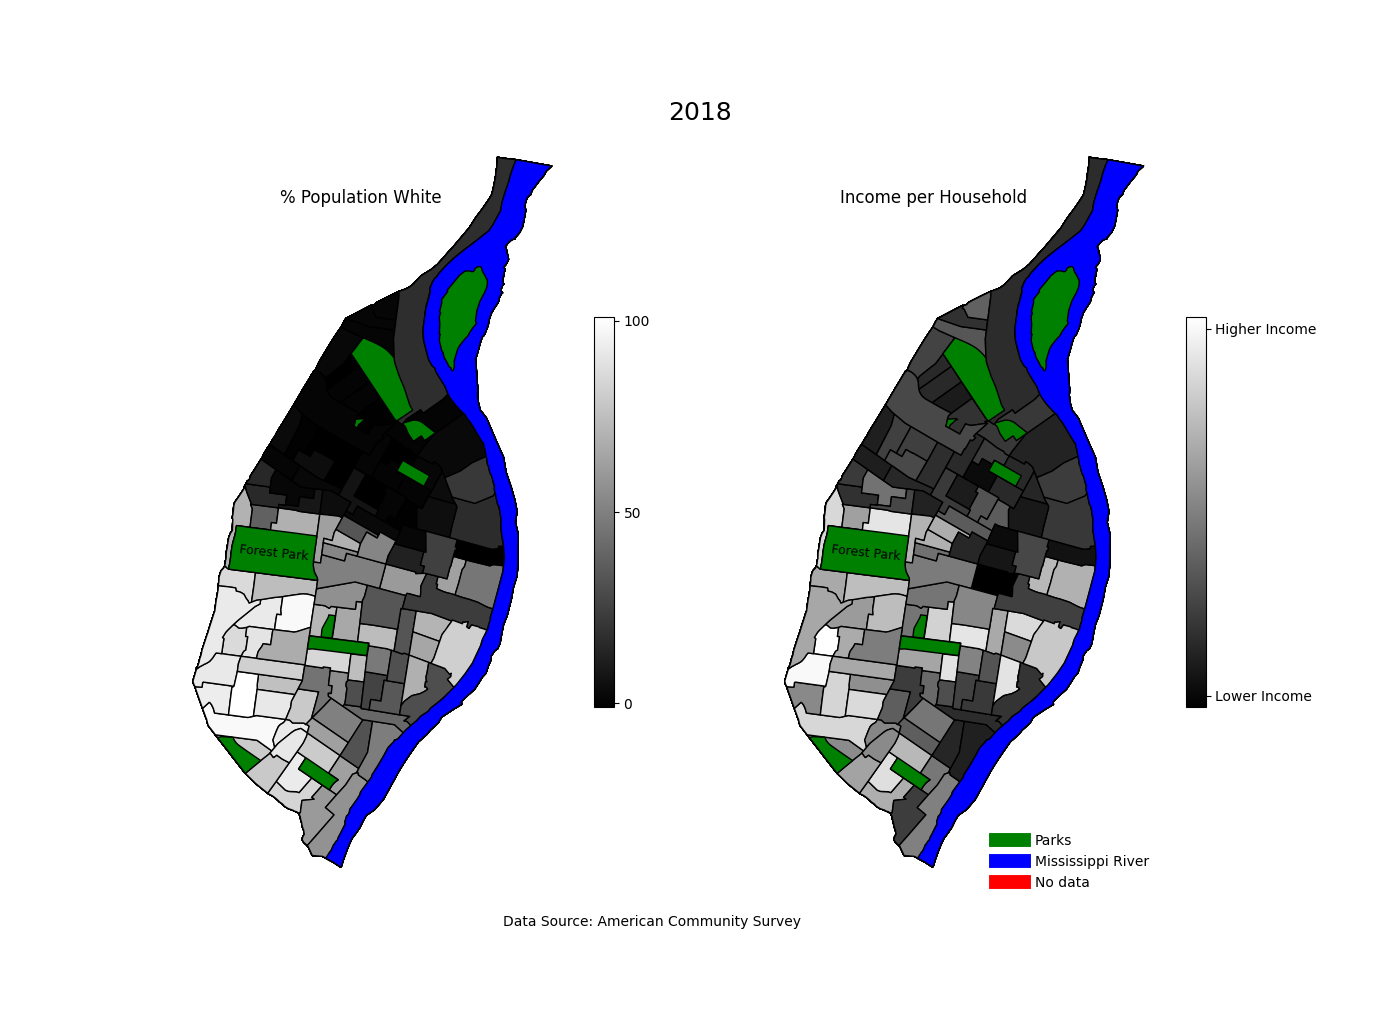 2018
% Population White
Income per Household
100
50
0
Higher Income
Lower Income
Forest Park
Forest Park
Parks
Mississippi River
No data
Data Source: American Community Survey